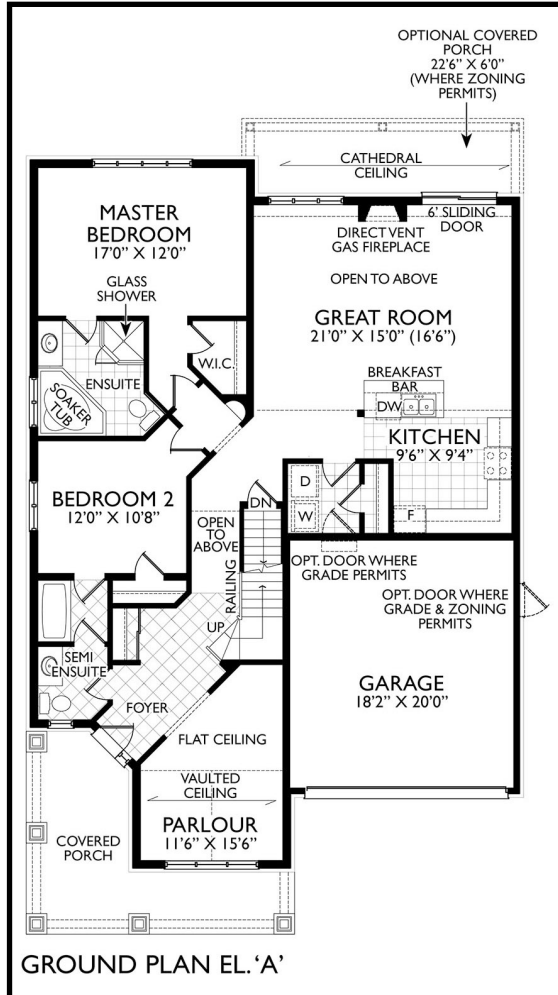 OPTIONAL COVERED
PORCH
22'6" X 6'0"
(WHERE ZONING
PERMITS)
CATHEDRAL
CEILING
MASTER
BEDROOM
17'0" X 12'0"
6' SLIDING
DOOR
DIRECT VENT
GAS FIREPLACE
GLASS
SHOWER
OPEN TO ABOVE
GREAT ROOM
21'0" X 15'0" (16'6")
W.I.C.
ENSUITE
SOAKER
TUB
BREAKFAST
BAR
DW
KITCHEN
9'6" X 9'4"
BEDROOM 2
12'0" X 10'8"
D
W
F
DN
OPEN
TO
ABOVE
RAILING
UP
OPT. DOOR WHERE
GRADE PERMITS
OPT. DOOR WHERE
GRADE & ZONING
PERMITS
SEMI
ENSUITE
FOYER
GARAGE
18'2" X 20'0"
FLAT CEILING
VAULTED
CEILING
PARLOUR
11'6" X 15'6"
COVERED
PORCH
GROUND PLAN EL. 'A'